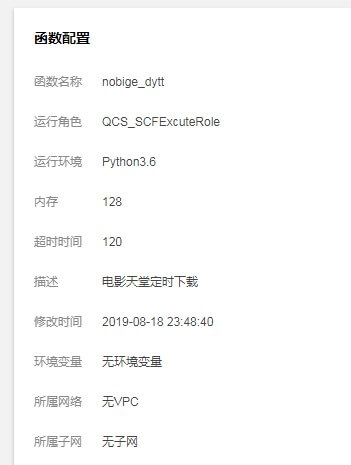 函数配置
函数名称 nobige_dytt
运行角色 QCS_SCFExcuteRole
运行环境 Python3.6
内存 128
超时时间 120
描述 电影天堂定时下载
修改时间 2019-08-18 23:48:40
环境变量 无环境变量
所属网络 无VPC
所属子网 无子网